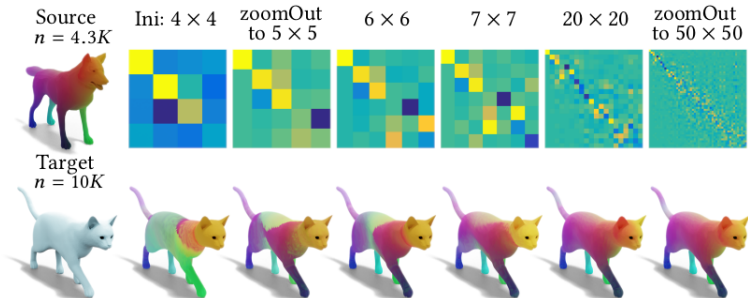 Source
n = 4.3K
Ini: 4 × 4
zoomOut
to 5 × 5
6 × 6
7 × 7
20 × 20
zoomOut
to 50 × 50
Target
n = 10K